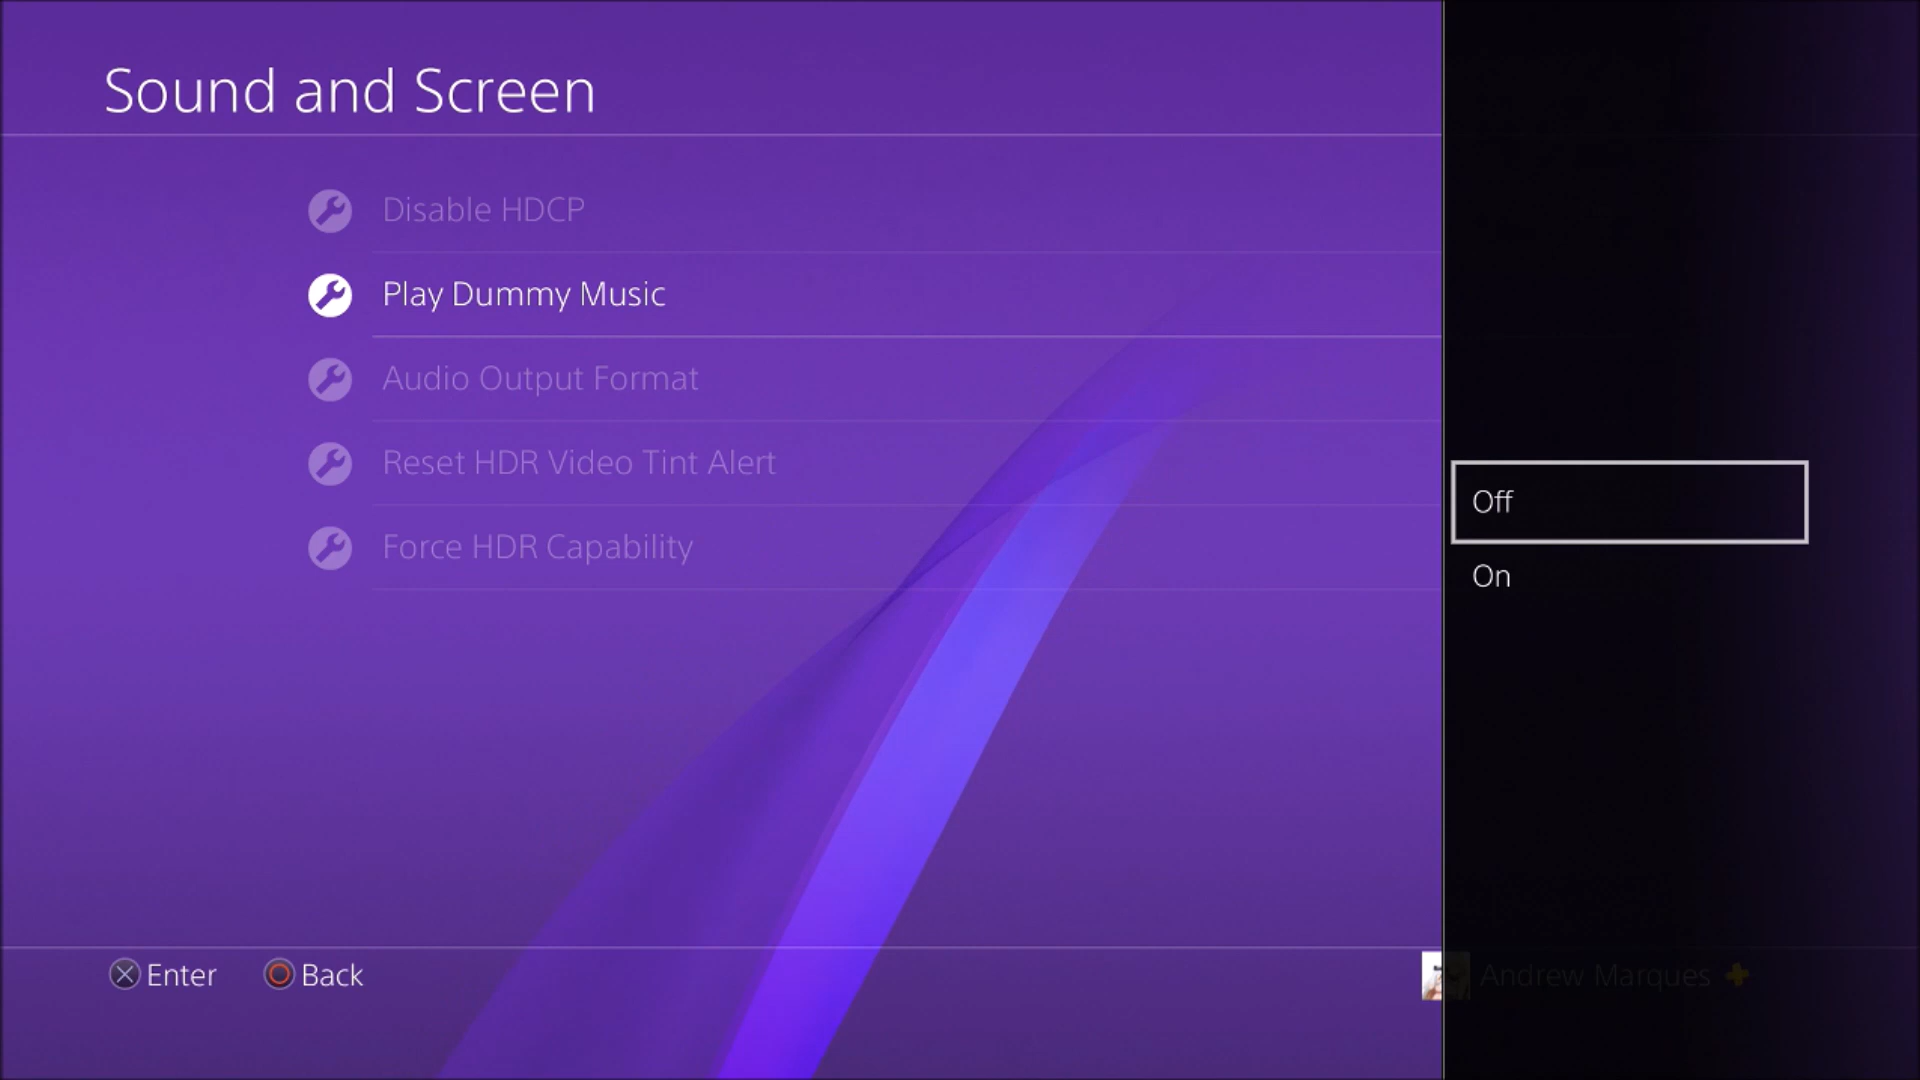 Sound and Screen
Disable HDCP
Play Dummy Music
Audio Output Format
Reset HDR Video Tint Alert
Force HDR Capability
Off
On
Enter
Back
Andrew Marques